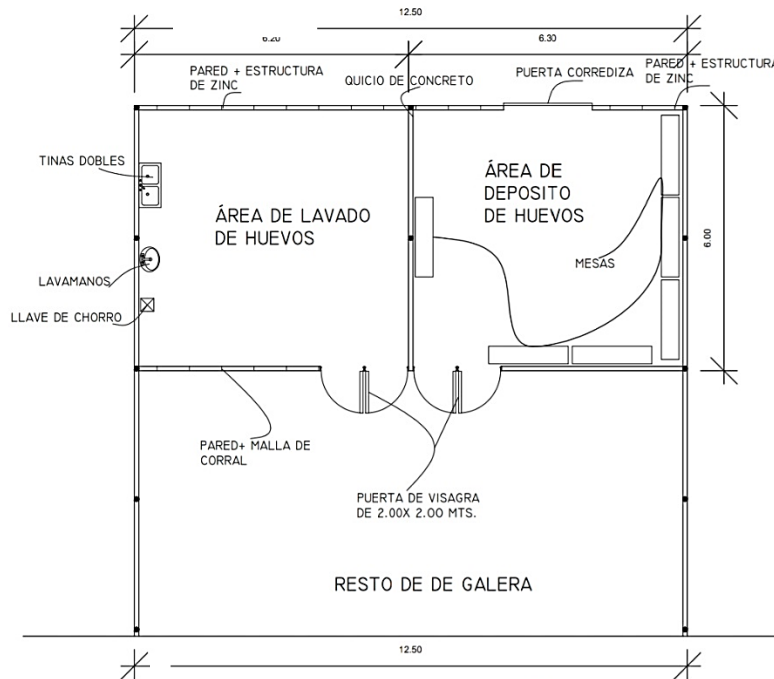 12.50
6.20
6.30
PARED + ESTRUCTURA
DE ZINC
QUICIO DE CONCRETO
PUERTA CORREDIZA
PARED + ESTRUCTURA
DE ZINC
TINAS DOBLES
ÁREA DE LAVADO
DE HUEVOS
ÁREA DE
DEPOSITO
DE HUEVOS
6.00
MESAS
LAVAMANOS
LLAVE DE CHORRO
PARED+ MALLA DE
CORRAL
PUERTA DE VISAGRA
DE 2.00X 2.00 MTS.
RESTO DE DE GALERA
12.50